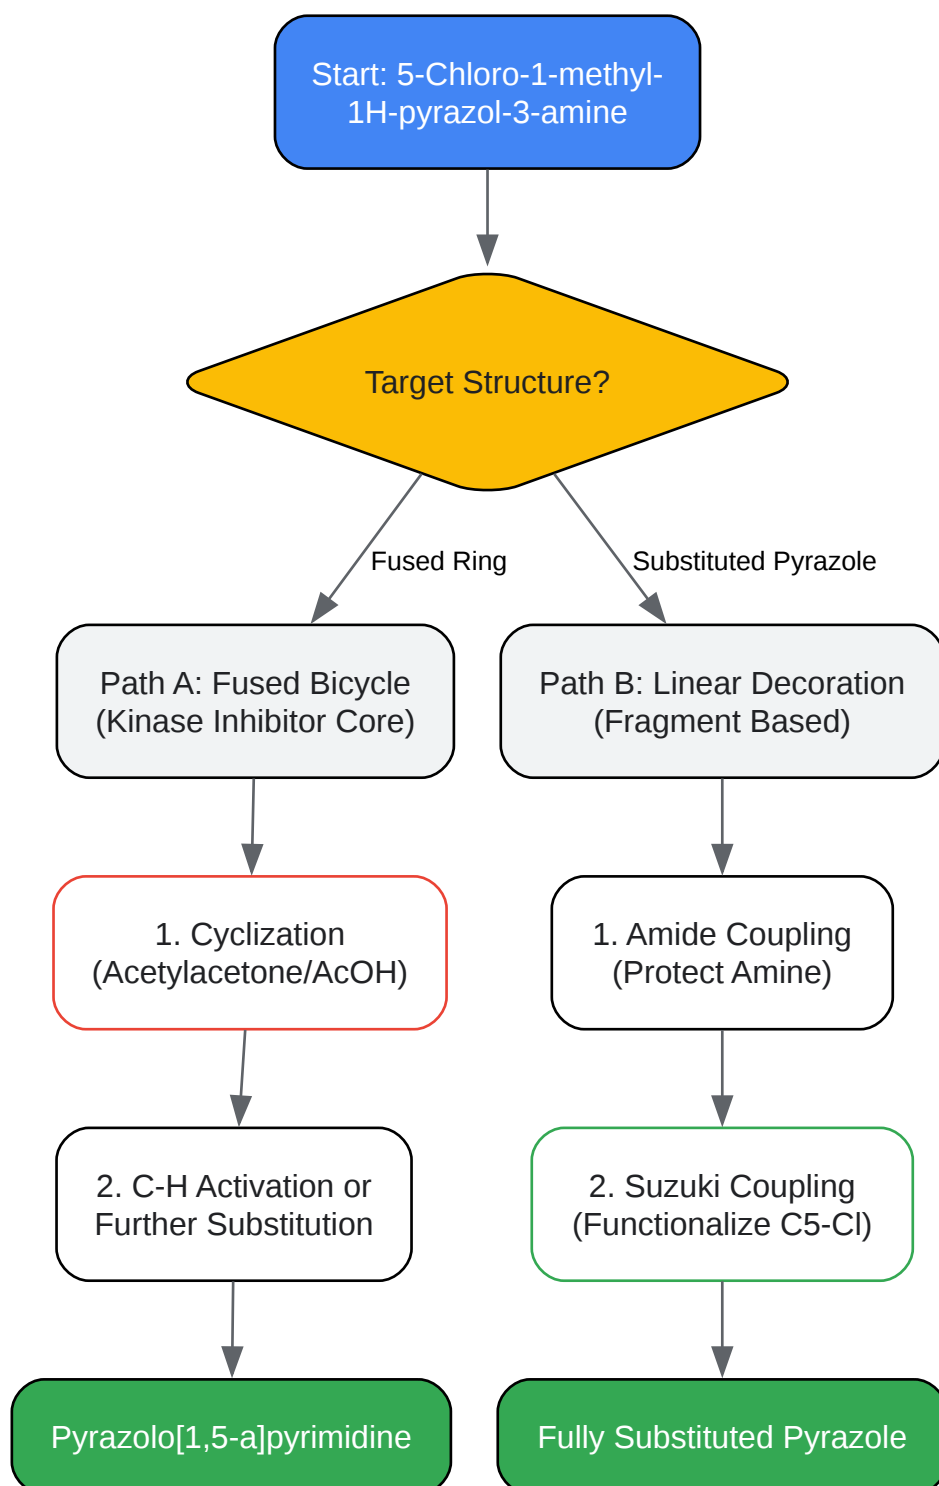 Start: 5-Chloro-1-methyl-
1H-pyrazol-3-amine
Target Structure?
Fused Ring
Substituted Pyrazole
Path A: Fused Bicycle
(Kinase Inhibitor Core)
Path B: Linear Decoration
(Fragment Based)
1. Cyclization
(Acetylacetone/AcOH)
1. Amide Coupling
(Protect Amine)
2. C-H Activation or
Further Substitution
2. Suzuki Coupling
(Functionalize C5-Cl)
Pyrazolo[1,5-a]pyrimidine
Fully Substituted Pyrazole